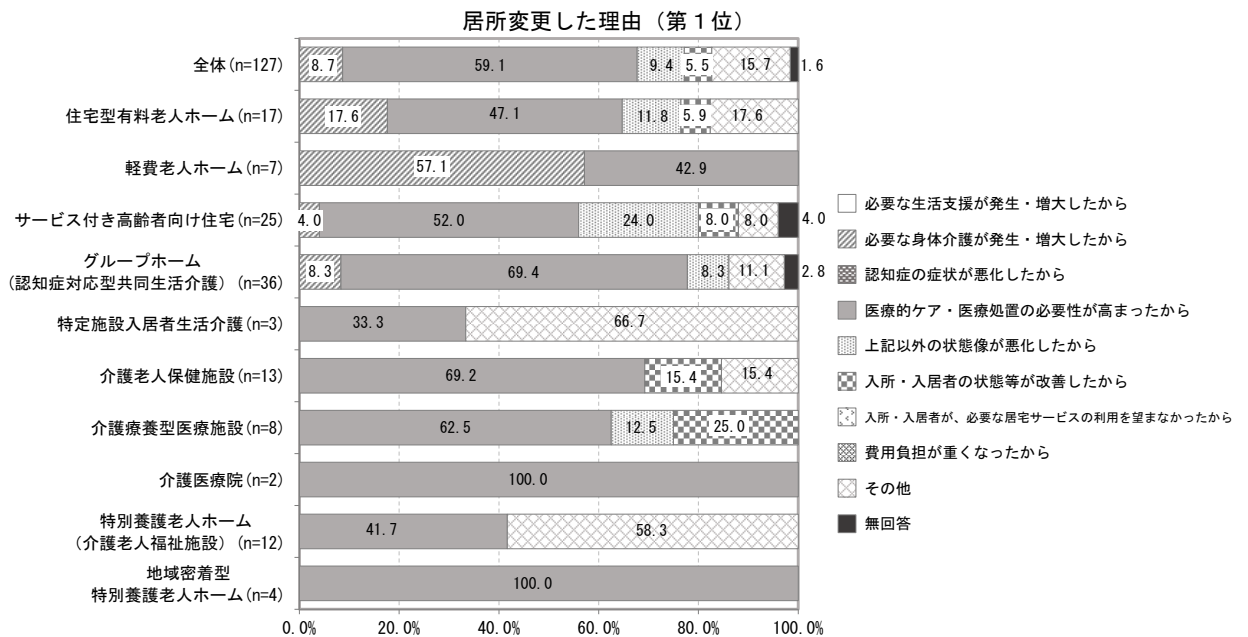 居所変更した理由（第１位）
全体(n=127)
8.7
59.1
9.4
5.5
15.7
1.6
住宅型有料老人ホーム(n=17)
17.6
47.1
11.8
5.9
17.6
軽費老人ホーム(n=7)
57.1
42.9
サービス付き高齢者向け住宅(n=25)
4.0
52.0
24.0
8.0
8.0
4.0
グループホーム
（認知症対応型共同生活介護）(n=36)
8.3
69.4
8.3
11.1
2.8
特定施設入居者生活介護(n=3)
33.3
66.7
介護老人保健施設(n=13)
69.2
15.4
15.4
介護療養型医療施設(n=8)
62.5
12.5
25.0
介護医療院(n=2)
100.0
特別養護老人ホーム
（介護老人福祉施設）(n=12)
41.7
58.3
地域密着型
特別養護老人ホーム(n=4)
100.0
0.0%
20.0%
40.0%
60.0%
80.0%
100.0%
必要な生活支援が発生・増大したから
必要な身体介護が発生・増大したから
認知症の症状が悪化したから
医療的ケア・医療処置の必要性が高まったから
上記以外の状態像が悪化したから
入所・入居者の状態等が改善したから
入所・入居者が、必要な居宅サービスの利用を望まなかったから
費用負担が重くなったから
その他
無回答